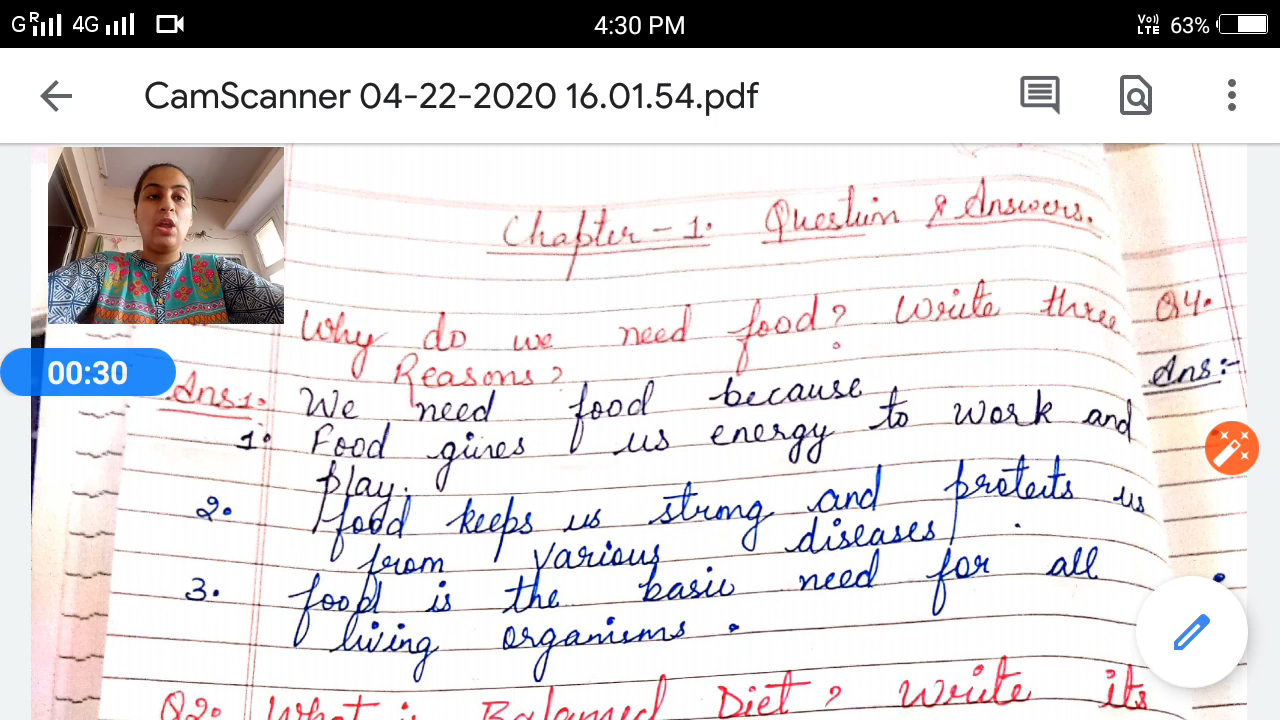 GR 4G 4:30 PM Vo)) LTE 63%
CamScanner 04-22-2020 16.01.54.pdf
Chapter - 1. Question & Answers.
Why do we need food? Write three
Reasons?
Q4.
Ans:-
00:30
Ans1. We need food because
1. Food gives us energy to work and
play.
2. food keeps us strong and protects us
from various diseases.
3. food is the basic need for all
living organisms.
Q2. What is Balanced Diet? Write its